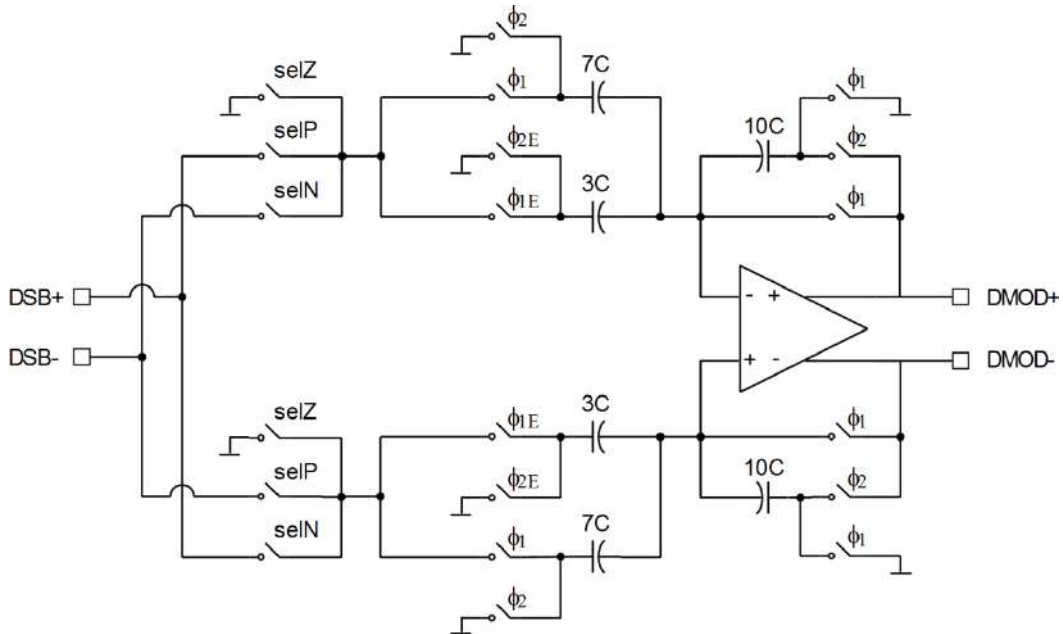 ϕ2
selZ
7C
ϕ1
ϕ1
10C
selP
ϕ2E
ϕ2
3C
selN
ϕ1E
ϕ1
DSB+
- +
DMOD+
DSB-
+ -
DMOD-
3C
selZ
ϕ1E
ϕ1
10C
selP
ϕ2E
ϕ2
7C
selN
ϕ1
ϕ1
ϕ2